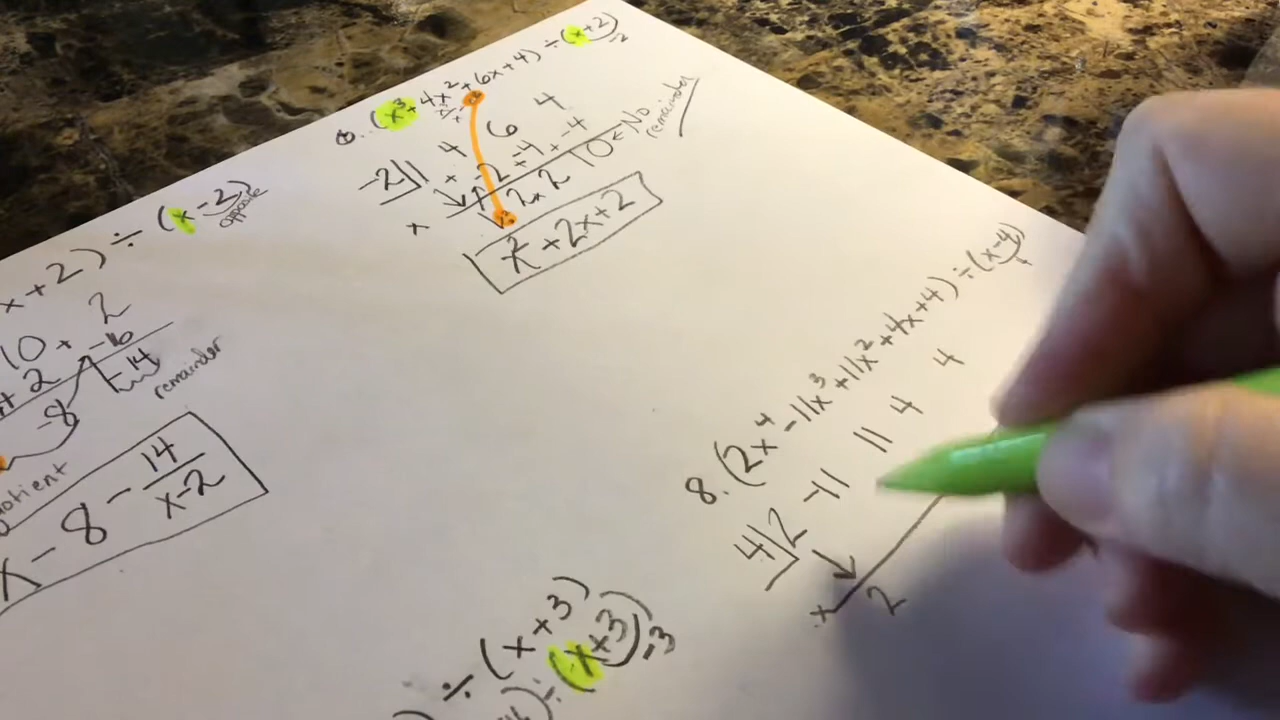 6. (x³ + 4x² + 6x + 4) ÷ (x + 2)
-2
-2| 1 4 6 4
+ -2 + -4 + -4
x 1 2 2 0 ← No remainder
x² + 2x + 2
x + 2) ÷ (x - 2)
opposite
10 + 2
+ 2 -16
-8 -14
remainder
x - 8 - 14/(x-2)
8. (2x⁴ - 11x³ + 11x² + 4x + 4) ÷ (x - 4)
4| 2 -11 11 4 4
x 2
÷ (x + 3)
) ÷ (x + 3)
-3